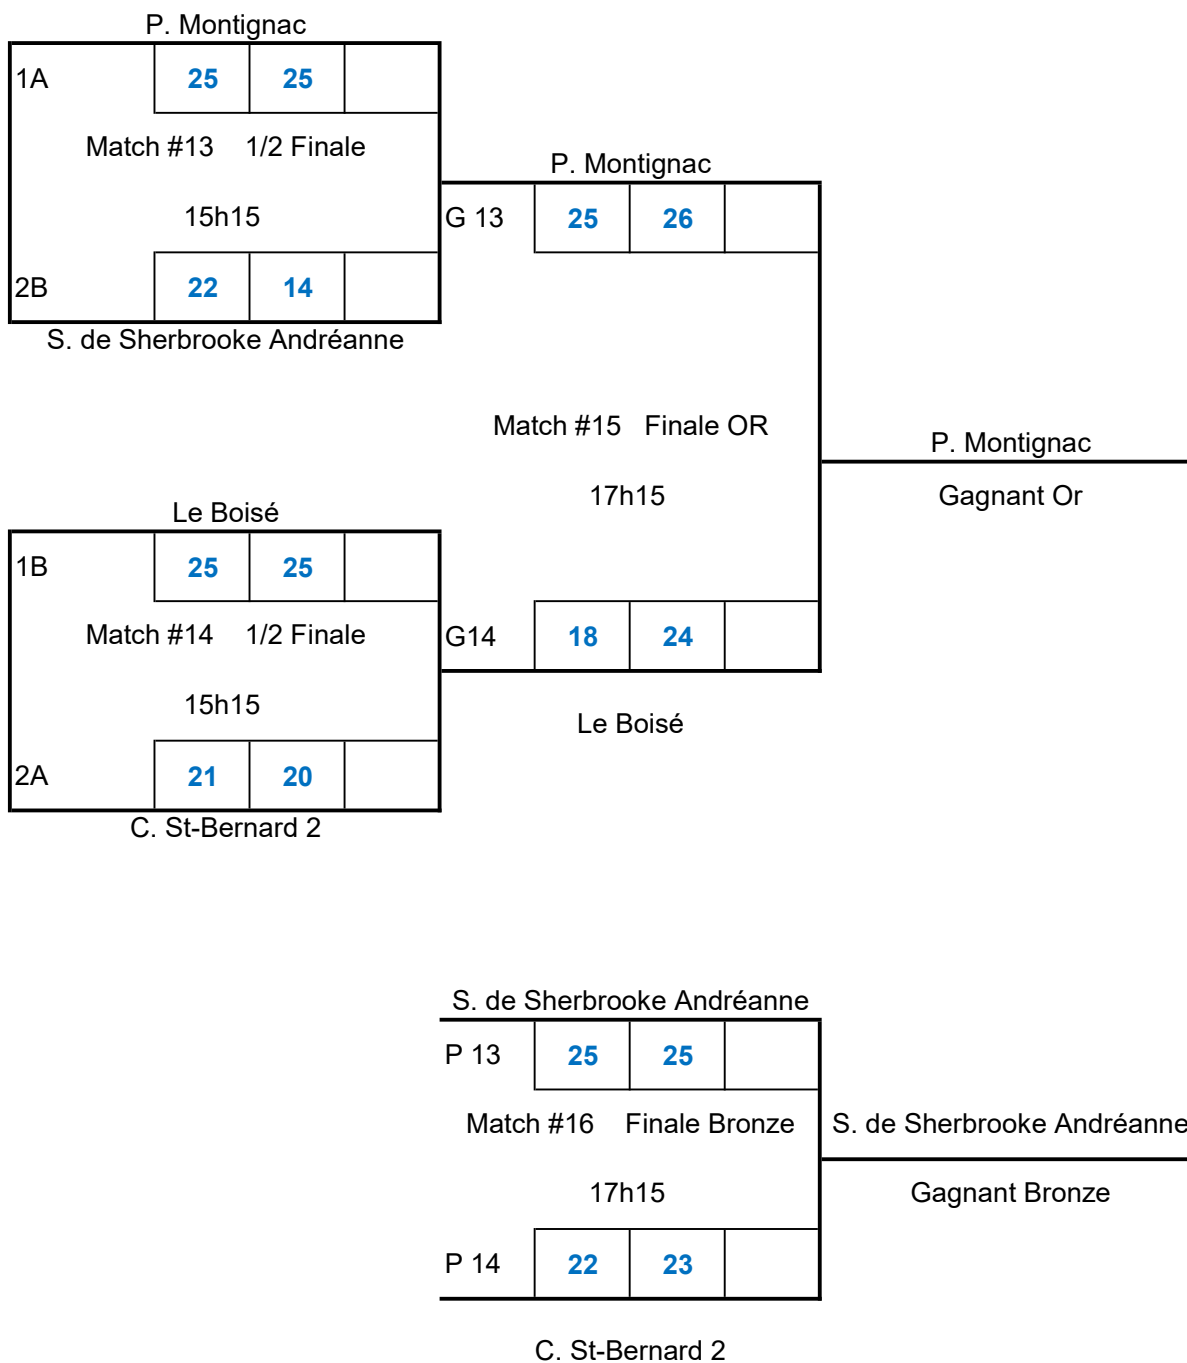 P. Montignac
1A 25 25
Match #13 1/2 Finale
15h15
2B 22 14
S. de Sherbrooke Andréanne
P. Montignac
G 13 25 26
Match #15 Finale OR
17h15
G14 18 24
Le Boisé
P. Montignac
Gagnant Or
Le Boisé
1B 25 25
Match #14 1/2 Finale
15h15
2A 21 20
C. St-Bernard 2
S. de Sherbrooke Andréanne
P 13 25 25
Match #16 Finale Bronze
17h15
P 14 22 23
C. St-Bernard 2
S. de Sherbrooke Andréanne
Gagnant Bronze